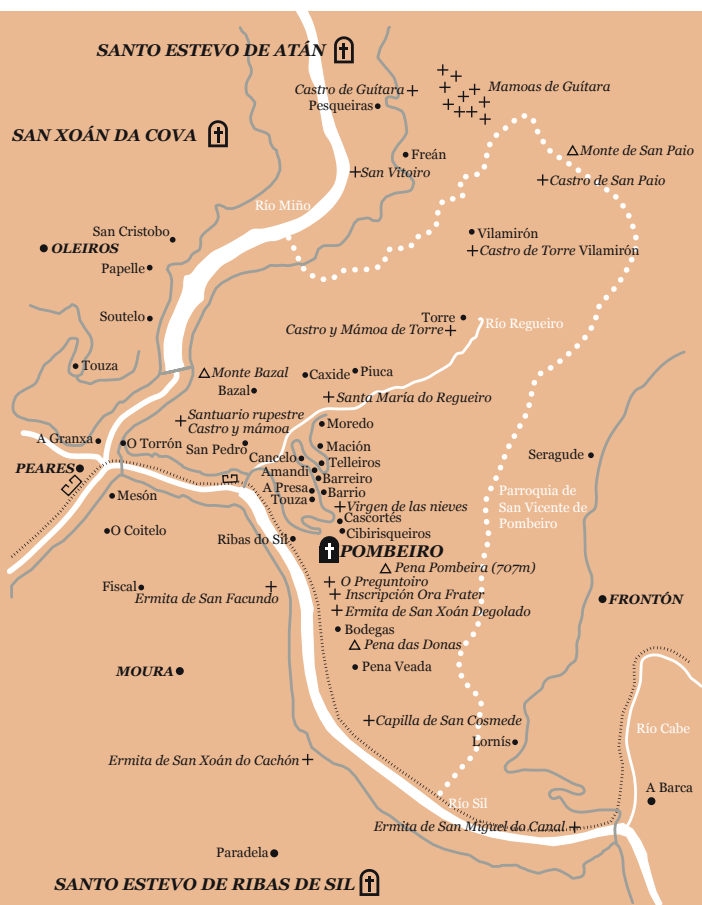 SANTO ESTEVO DE ATÁN
Castro de Guítara
Mamoas de Guítara
Pesqueiras
SAN XOÁN DA COVA
Freán
Monte de San Paio
San Vitoiro
Castro de San Paio
Río Miño
San Cristobo
Vilamirón
OLEIROS
Castro de Torre Vilamirón
Papelle
Soutelo
Torre
Río Regueiro
Castro y Mámoa de Torre
Touza
Monte Bazal
Caxide
Piuca
Bazal
Santa María do Regueiro
Santuario rupestre
Castro y mámoa
Moredo
A Granxa
O Torrón
San Pedro
Mación
Cancelo
Telleiros
Seragude
PEARES
Amandi
Barreiro
A Presa
Barrio
Mesón
Touza
Parroquia de
San Vicente de
Pombeiro
Virgen de las nieves
Cascortés
O Coitelo
Ribas do Sil
Cibirisqueiros
POMBEIRO
Pena Pombeira (707m)
Fiscal
O Preguntoiro
Ermita de San Facundo
Inscripción Ora Frater
FRONTÓN
Ermita de San Xoán Degolado
Bodegas
Pena das Donas
MOURA
Pena Veada
Capilla de San Cosmede
Río Cabe
Lornís
Ermita de San Xoán do Cachón
A Barca
Río Sil
Ermita de San Miguel do Canal
Paradela
SANTO ESTEVO DE RIBAS DE SIL